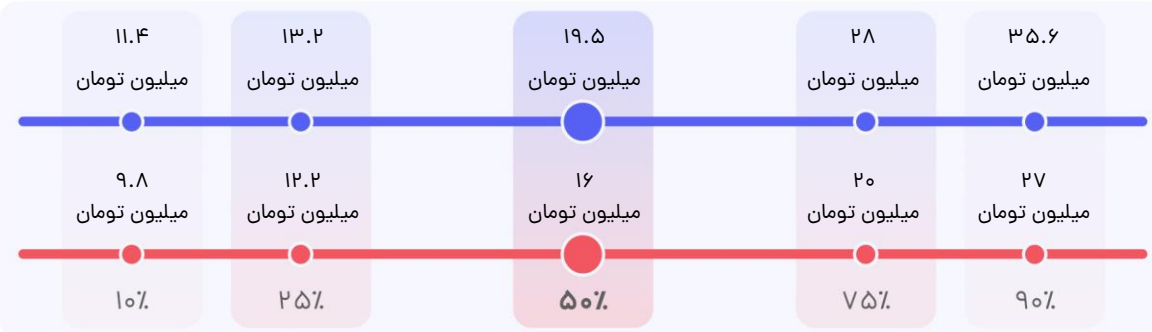 ۱۱.۴ ۱۳.۲ ۱۹.۵ ۲۸ ۳۵.۶
میلیون تومان میلیون تومان میلیون تومان میلیون تومان میلیون تومان
۹.۸ ۱۲.۲ ۱۶ ۲۰ ۲۷
میلیون تومان میلیون تومان میلیون تومان میلیون تومان میلیون تومان
۱۰٪ ۲۵٪ ۵۰٪ ۷۵٪ ۹۰٪